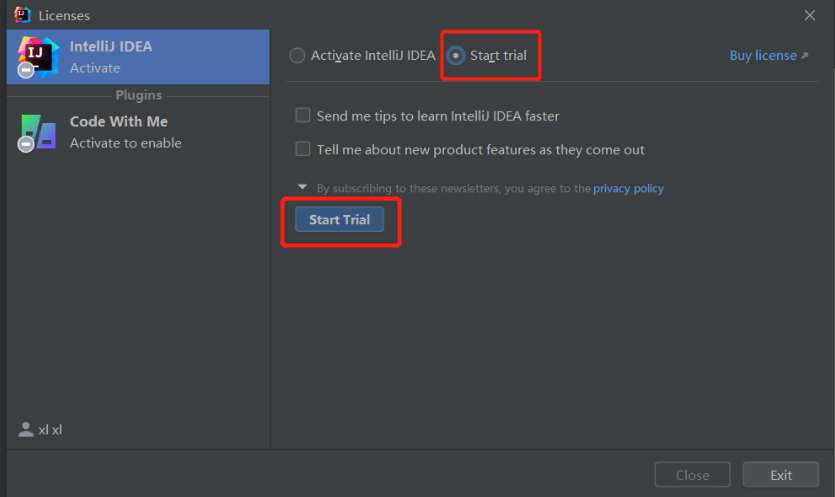 Licenses
IntelliJ IDEA
Activate
Plugins
Code With Me
Activate to enable
xl xl
Activate IntelliJ IDEA Start trial Buy license
Send me tips to learn IntelliJ IDEA faster
Tell me about new product features as they come out
By subscribing to these newsletters, you agree to the privacy policy
Start Trial
Close Exit